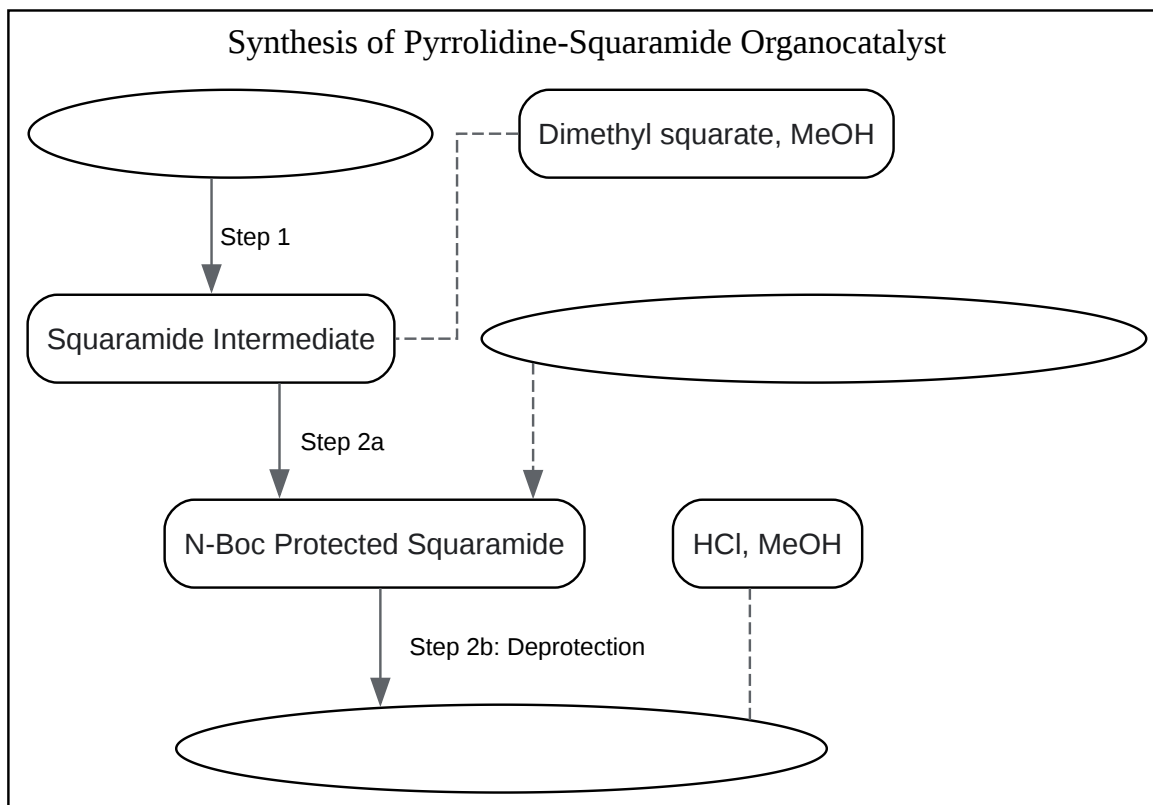 Synthesis of Pyrrolidine-Squaramide Organocatalyst
Dimethyl squarate, MeOH
Step 1
Squaramide Intermediate
Step 2a
N-Boc Protected Squaramide
HCl, MeOH
Step 2b: Deprotection